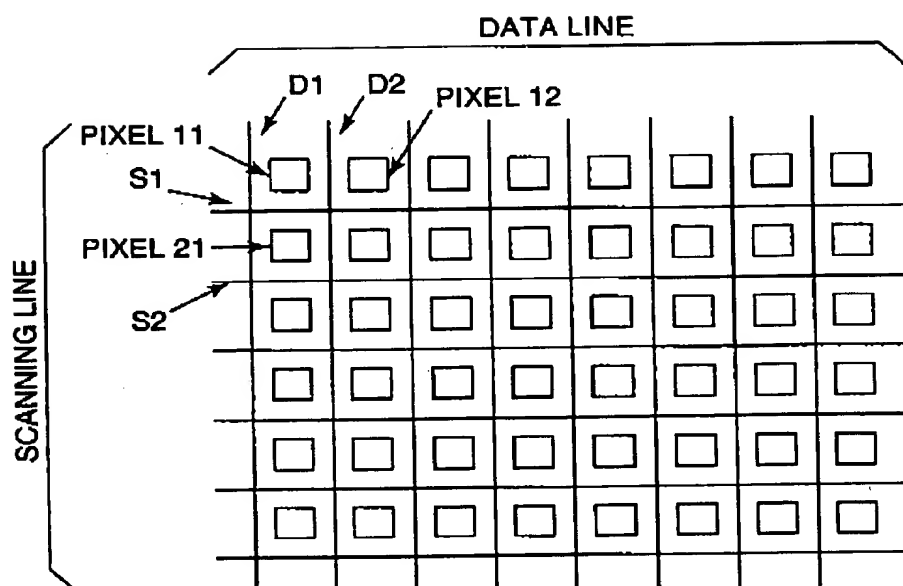 DATA LINE
D1
D2
PIXEL 12
PIXEL 11
S1
PIXEL 21
S2
SCANNING LINE